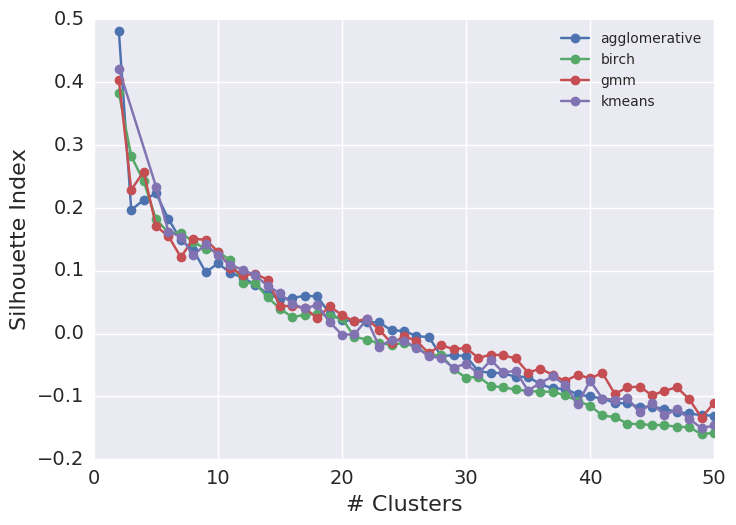 0.5
0.4
0.3
0.2
0.1
0.0
−0.1
−0.2
Silhouette Index
agglomerative
birch
gmm
kmeans
0 10 20 30 40 50
# Clusters